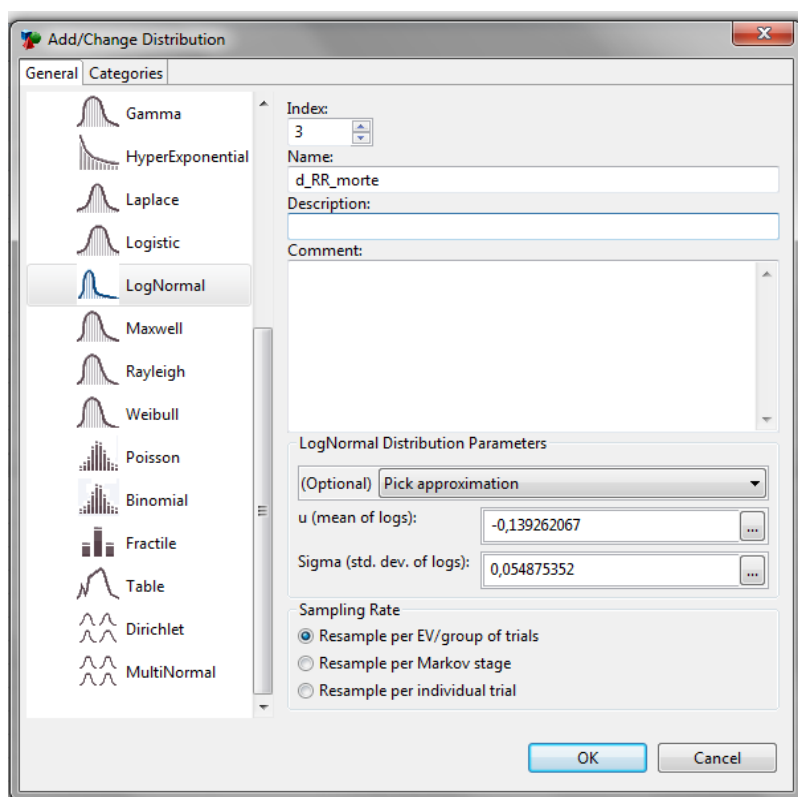 Add/Change Distribution
General Categories
Gamma
HyperExponential
Laplace
Logistic
LogNormal
Maxwell
Rayleigh
Weibull
Poisson
Binomial
Fractile
Table
Dirichlet
MultiNormal
Index:
3
Name:
d_RR_morte
Description:
Comment:
LogNormal Distribution Parameters
(Optional) Pick approximation
u (mean of logs): -0,139262067 ...
Sigma (std. dev. of logs): 0,054875352 ...
Sampling Rate
Resample per EV/group of trials
Resample per Markov stage
Resample per individual trial
OK Cancel